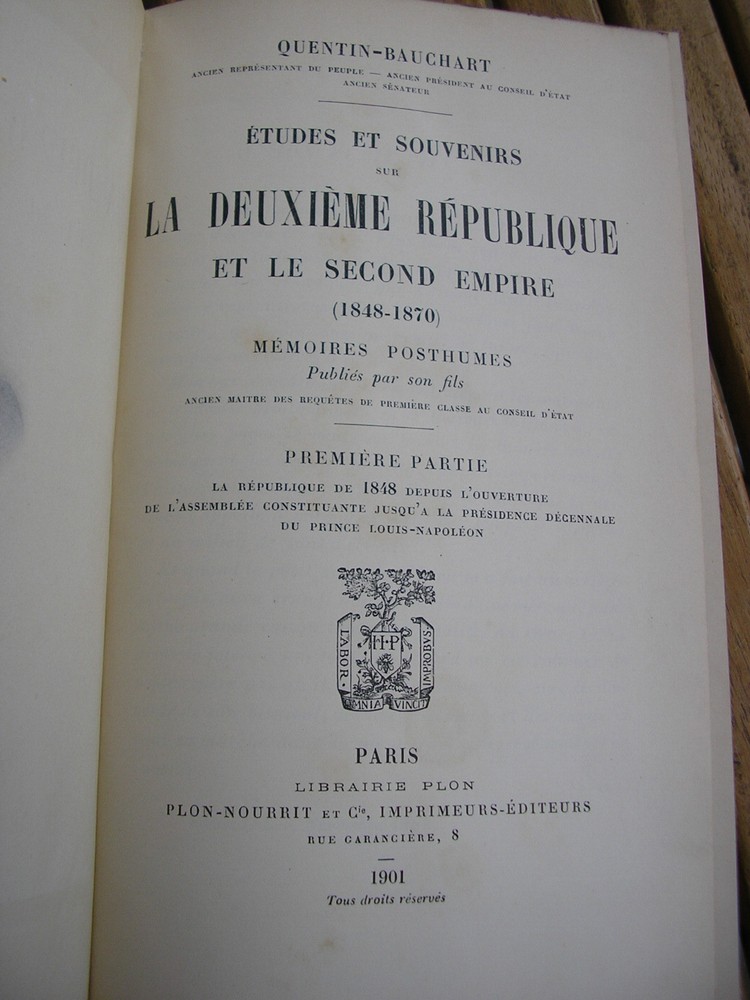 QUENTIN-BAUCHART
ANCIEN REPRÉSENTANT DU PEUPLE — ANCIEN PRÉSIDENT AU CONSEIL D'ÉTAT
ANCIEN SÉNATEUR
ÉTUDES ET SOUVENIRS
SUR
LA DEUXIÈME RÉPUBLIQUE
ET LE SECOND EMPIRE
(1848-1870)
MÉMOIRES POSTHUMES
Publiés par son fils
ANCIEN MAITRE DES REQUÊTES DE PREMIÈRE CLASSE AU CONSEIL D'ÉTAT
PREMIÈRE PARTIE
LA RÉPUBLIQUE DE 1848 DEPUIS L'OUVERTURE
DE L'ASSEMBLÉE CONSTITUANTE JUSQU'A LA PRÉSIDENCE DÉCENNALE
DU PRINCE LOUIS-NAPOLÉON
LABOR·
H·P
IMPROBVS·
OMNIA VINCIT
PARIS
LIBRAIRIE PLON
PLON-NOURRIT ET Cie, IMPRIMEURS-ÉDITEURS
RUE GARANCIÈRE, 8
1901
Tous droits réservés